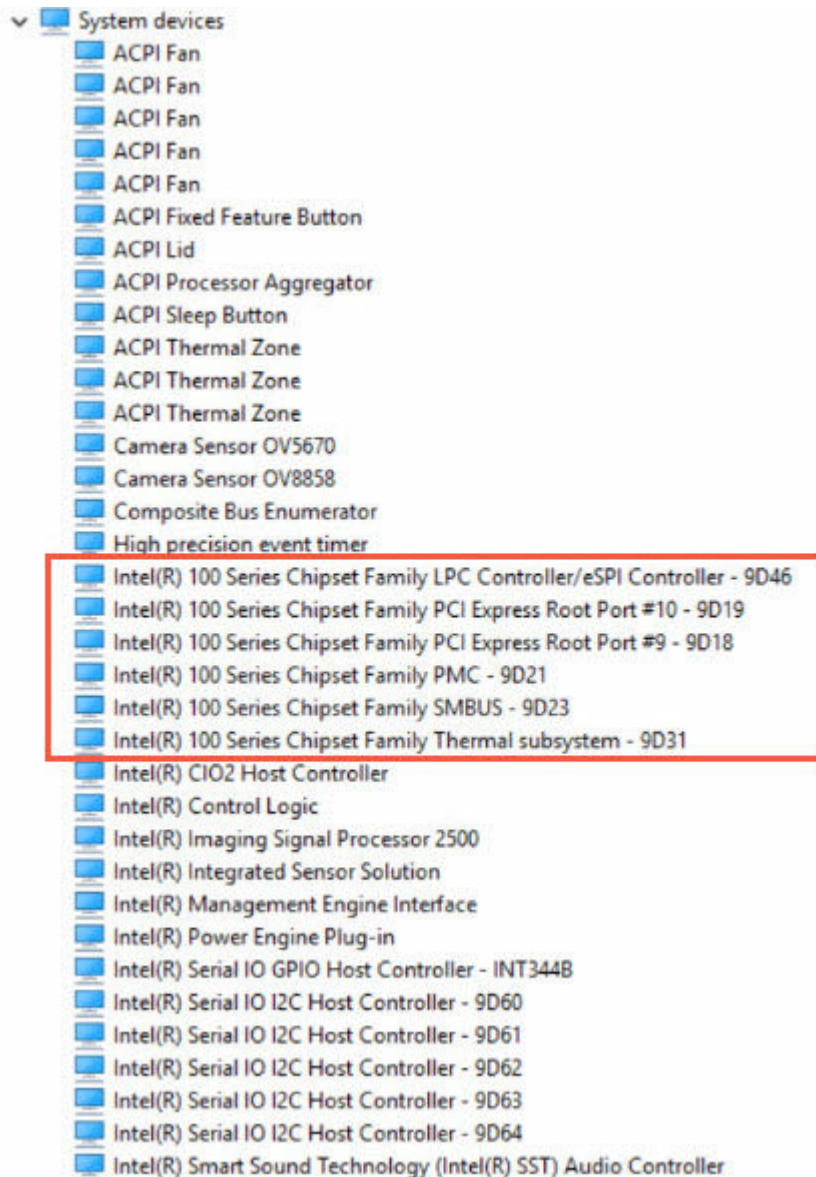 System devices
ACPI Fan
ACPI Fan
ACPI Fan
ACPI Fan
ACPI Fan
ACPI Fixed Feature Button
ACPI Lid
ACPI Processor Aggregator
ACPI Sleep Button
ACPI Thermal Zone
ACPI Thermal Zone
ACPI Thermal Zone
Camera Sensor OV5670
Camera Sensor OV8858
Composite Bus Enumerator
High precision event timer
Intel(R) 100 Series Chipset Family LPC Controller/eSPI Controller - 9D46
Intel(R) 100 Series Chipset Family PCI Express Root Port #10 - 9D19
Intel(R) 100 Series Chipset Family PCI Express Root Port #9 - 9D18
Intel(R) 100 Series Chipset Family PMC - 9D21
Intel(R) 100 Series Chipset Family SMBUS - 9D23
Intel(R) 100 Series Chipset Family Thermal subsystem - 9D31
Intel(R) CIO2 Host Controller
Intel(R) Control Logic
Intel(R) Imaging Signal Processor 2500
Intel(R) Integrated Sensor Solution
Intel(R) Management Engine Interface
Intel(R) Power Engine Plug-in
Intel(R) Serial IO GPIO Host Controller - INT344B
Intel(R) Serial IO I2C Host Controller - 9D60
Intel(R) Serial IO I2C Host Controller - 9D61
Intel(R) Serial IO I2C Host Controller - 9D62
Intel(R) Serial IO I2C Host Controller - 9D63
Intel(R) Serial IO I2C Host Controller - 9D64
Intel(R) Smart Sound Technology (Intel(R) SST) Audio Controller